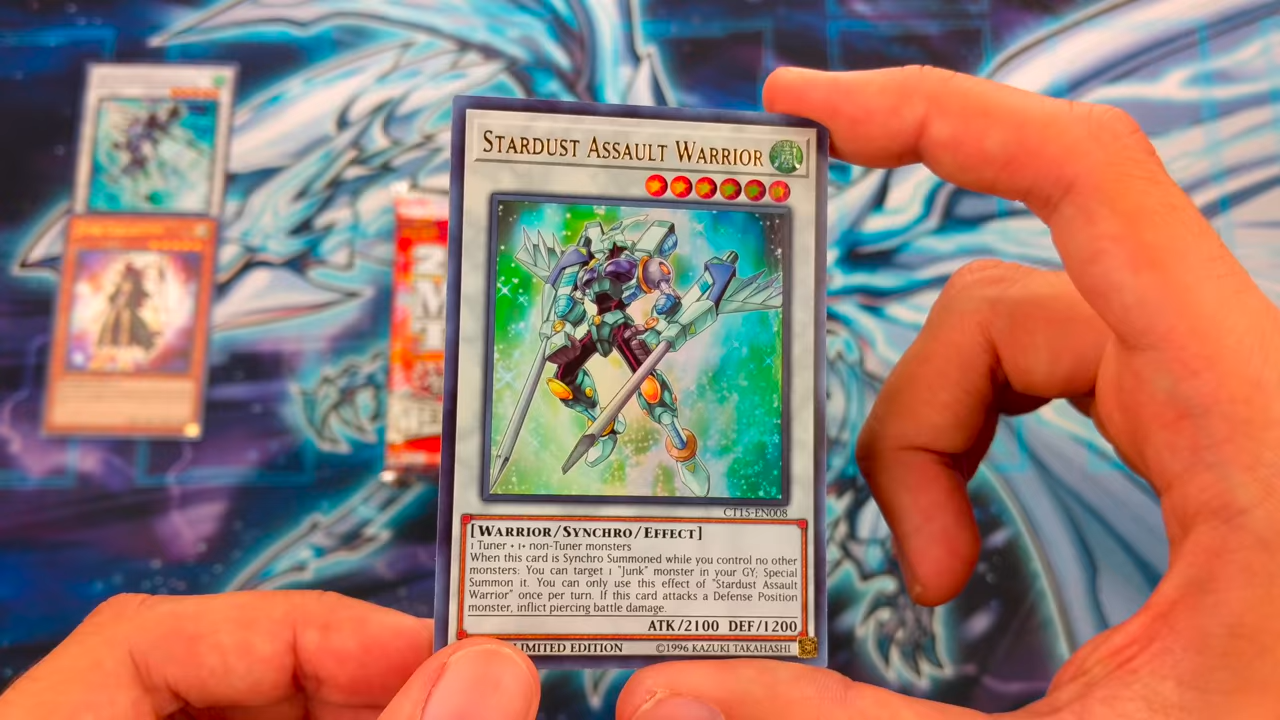 STARDUST ASSAULT WARRIOR
CT15-EN008
[WARRIOR/SYNCHRO/EFFECT]
1 Tuner + 1+ non-Tuner monsters
When this card is Synchro Summoned while you control no other
monsters: You can target 1 "Junk" monster in your GY; Special
Summon it. You can only use this effect of "Stardust Assault
Warrior" once per turn. If this card attacks a Defense Position
monster, inflict piercing battle damage.
ATK/2100 DEF/1200
LIMITED EDITION ©1996 KAZUKI TAKAHASHI